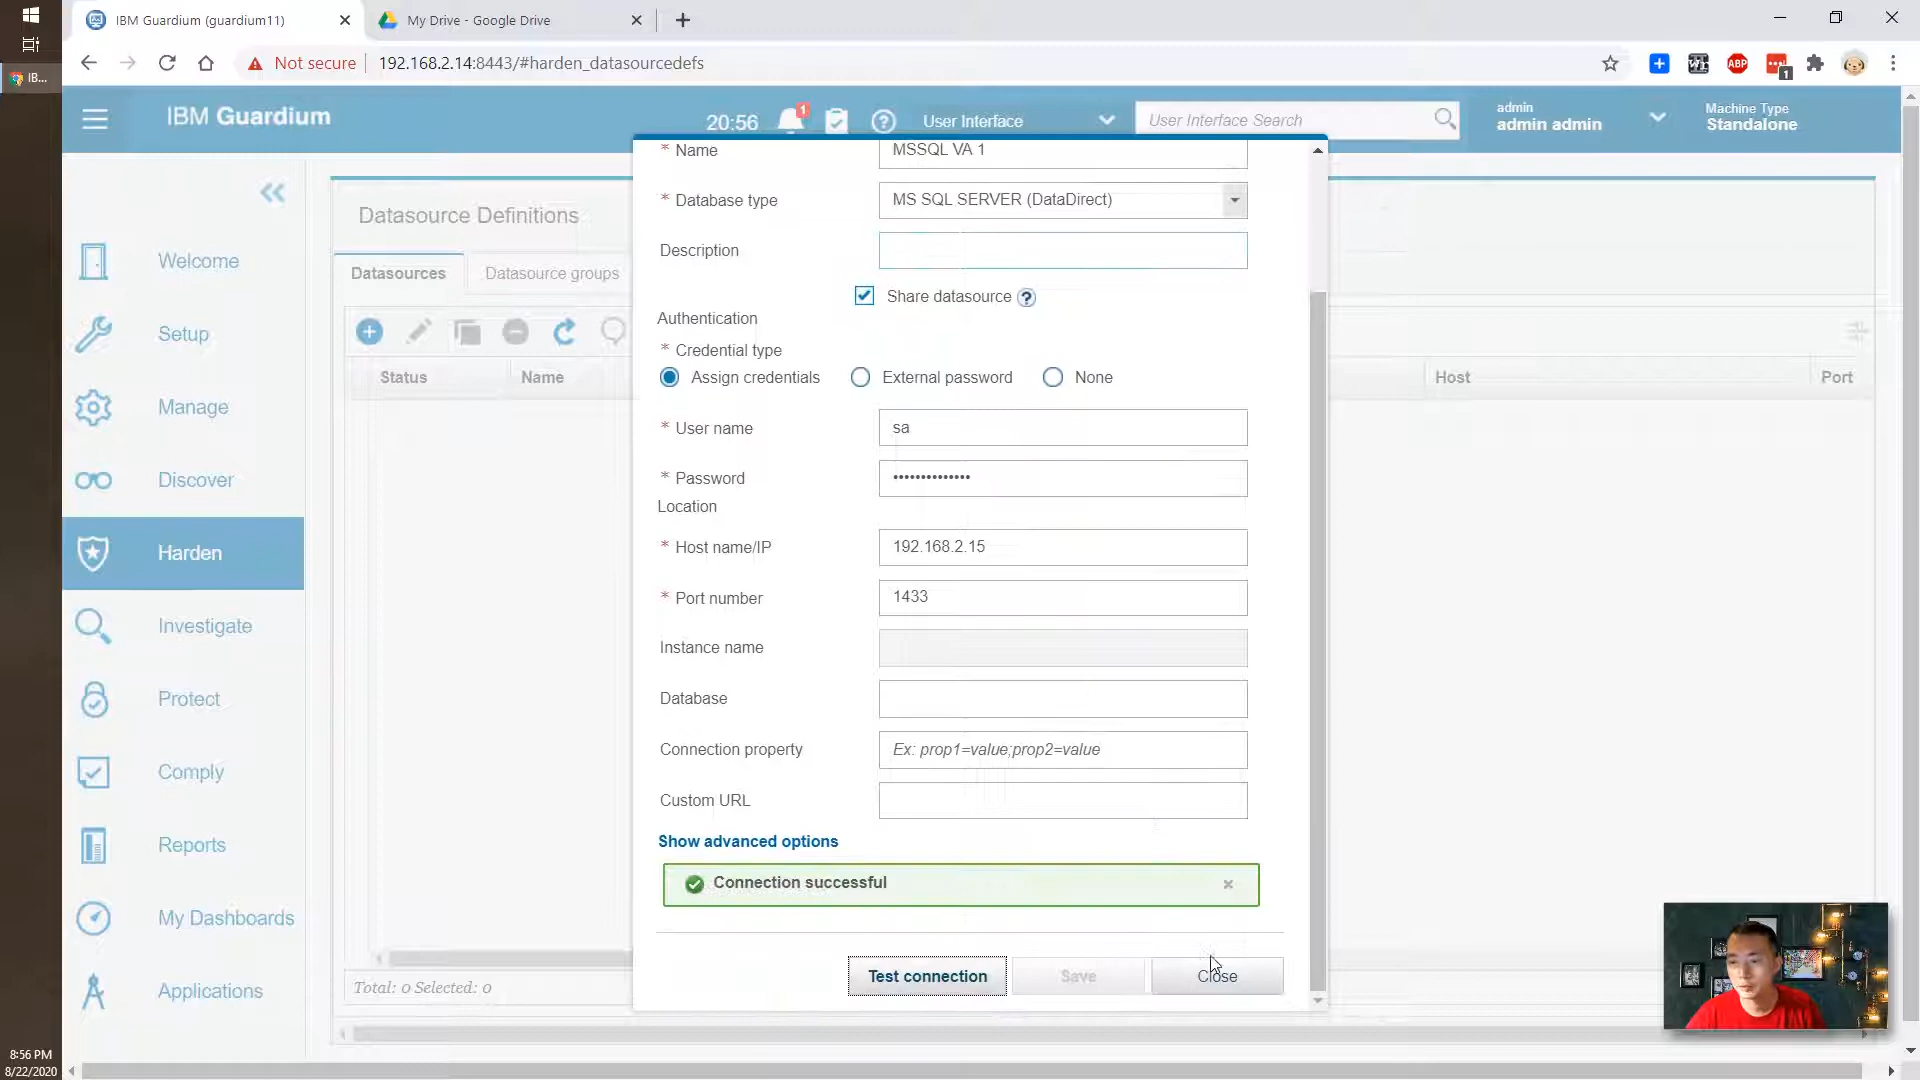 IBM Guardium (guardium11)
My Drive - Google Drive
IB...
Not secure
192.168.2.14:8443/#harden_datasourcedefs
ABP
1
IBM Guardium
20:56
1
User Interface
User Interface Search
admin
admin admin
Machine Type
Standalone
Welcome
Setup
Manage
Discover
Harden
Investigate
Protect
Comply
Reports
My Dashboards
Applications
Datasource Definitions
Datasources
Datasource groups
Status
Name
Host
Port
Total: 0 Selected: 0
* Name
MSSQL VA 1
* Database type
MS SQL SERVER (DataDirect)
Description
Share datasource
Authentication
* Credential type
Assign credentials
External password
None
* User name
sa
* Password
••••••••••••••
Location
* Host name/IP
192.168.2.15
* Port number
1433
Instance name
Database
Connection property
Ex: prop1=value;prop2=value
Custom URL
Show advanced options
Connection successful
Test connection
Save
Close
8:56 PM
8/22/2020